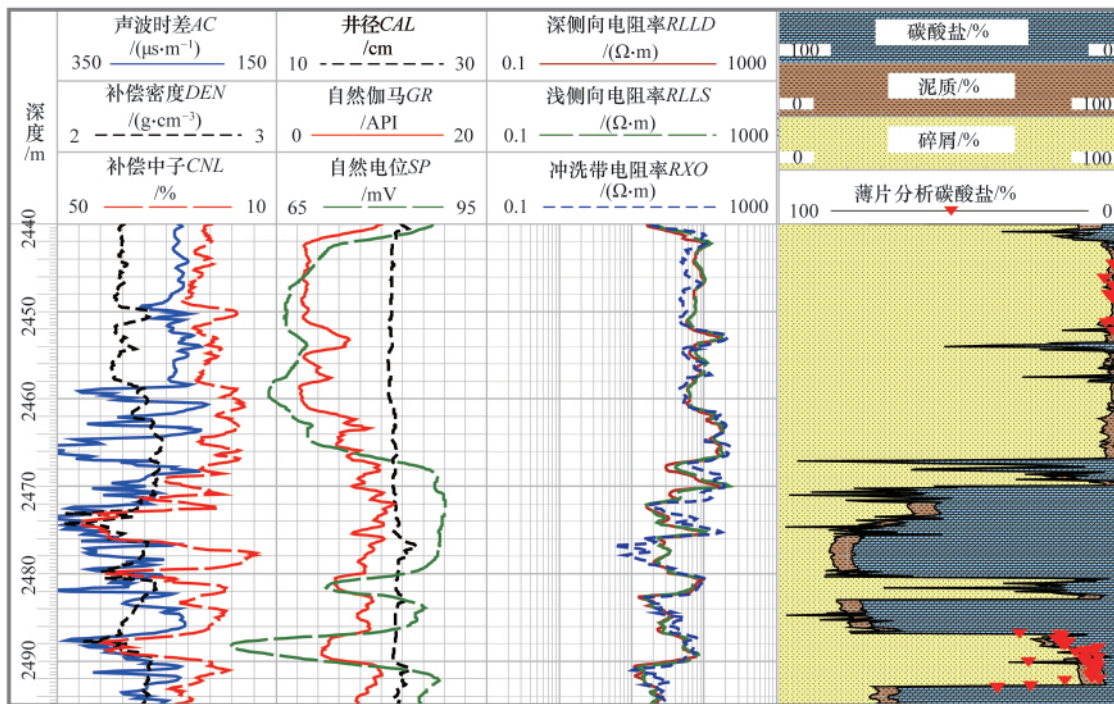 深度/m
声波时差AC
/(μs·m⁻¹)
350 150
补偿密度DEN
/(g·cm⁻³)
2 3
补偿中子CNL
/%
50 10
井径CAL
/cm
10 30
自然伽马GR
/API
0 20
自然电位SP
/mV
65 95
深侧向电阻率RLLD
/(Ω·m)
0.1 1000
浅侧向电阻率RLLS
/(Ω·m)
0.1 1000
冲洗带电阻率RXO
/(Ω·m)
0.1 1000
碳酸盐/%
100 0
泥质/%
0 100
碎屑/%
0 100
薄片分析碳酸盐/%
100 0
2440
2450
2460
2470
2480
2490